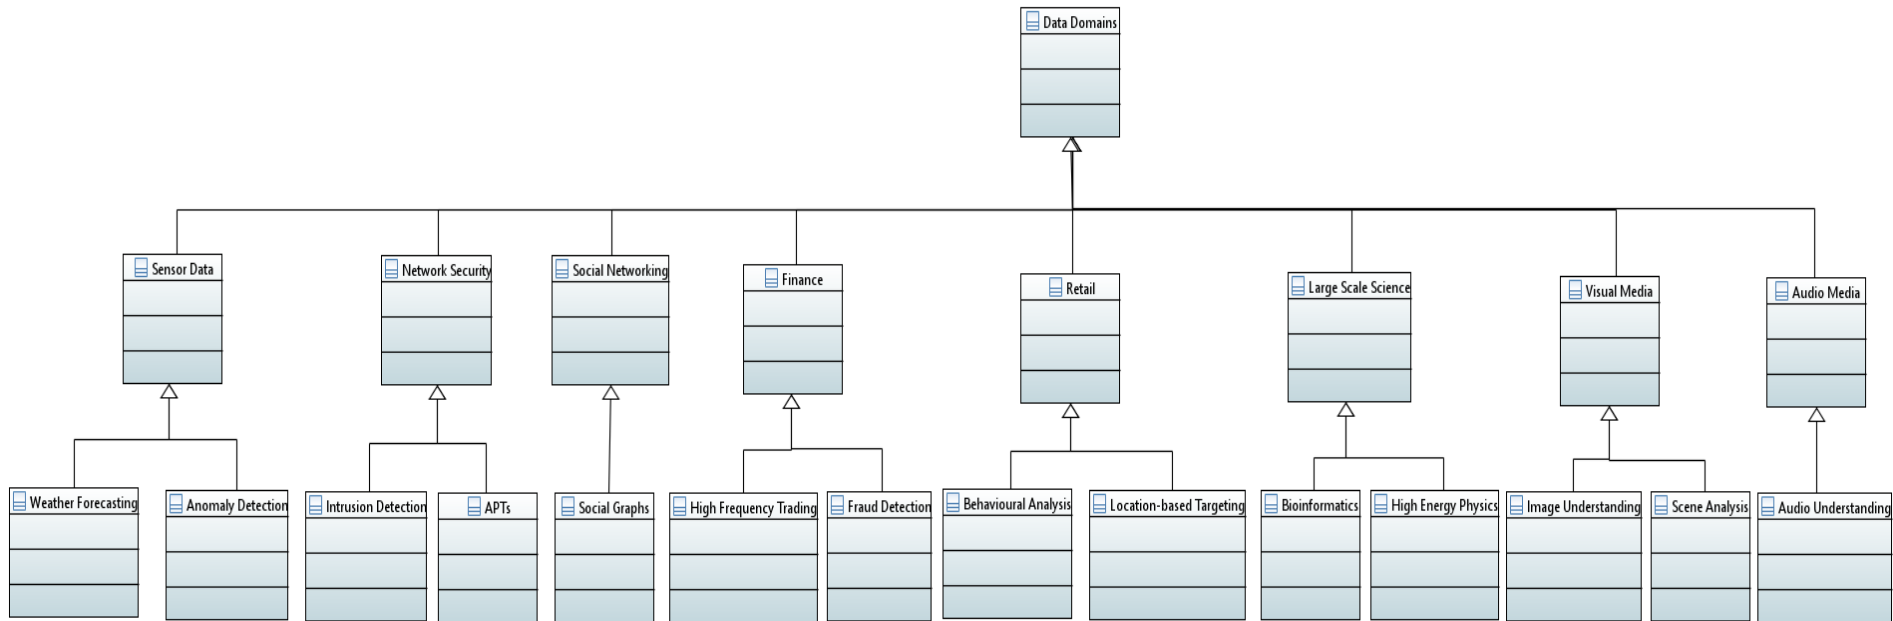 Data Domains
Sensor Data
Network Security
Social Networking
Finance
Retail
Large Scale Science
Visual Media
Audio Media
Weather Forecasting
Anomaly Detection
Intrusion Detection
APTs
Social Graphs
High Frequency Trading
Fraud Detection
Behavioural Analysis
Location-based Targeting
Bioinformatics
High Energy Physics
Image Understanding
Scene Analysis
Audio Understanding